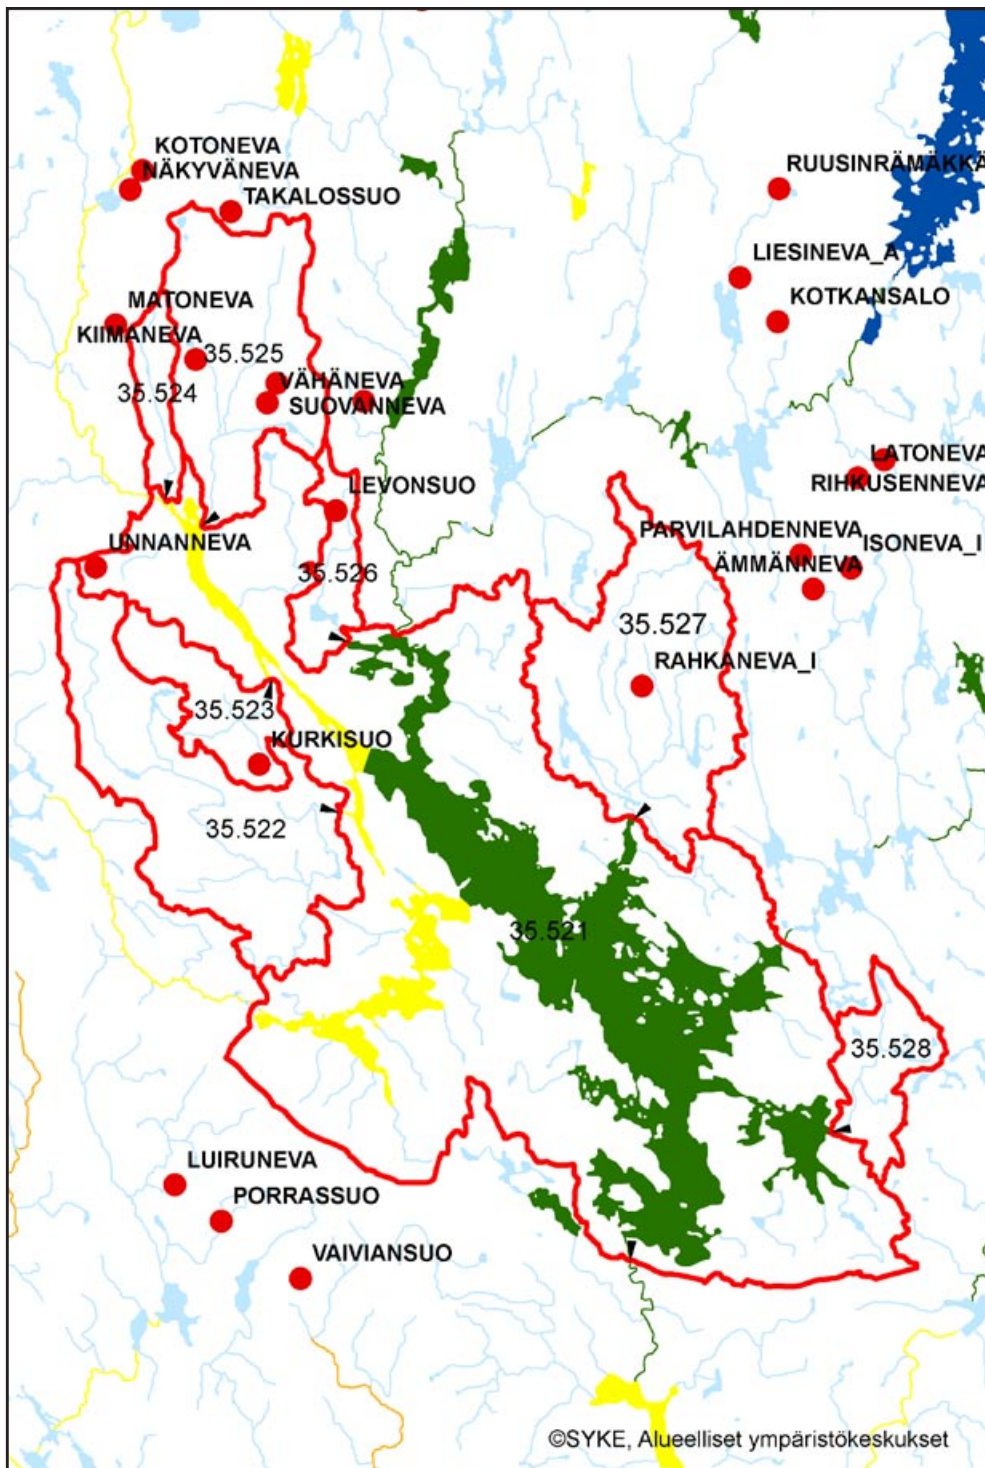 KOTONEVA
RUUSINRÄMÄKKÄ
NÄKYVÄNEVA
TAKALOSSUO
LIESINEVA_A
MATONEVA
KOTKANSALO
KIIMANEVA
35.525
35.524
VÄHÄNEVA
SUOVANNEVA
LATONEVA
LEVONSUO
RIHKUSENNEVA
PARVILAHDENNEVA
UNNANNEVA
ISONEVA_I
ÄMMÄNNEVA
35.526
35.527
RAHKANEVA_I
35.523
KURKISUO
35.522
35.521
35.528
LUIRUNEVA
PORRASSUO
VAIVIANSUO
©SYKE, Alueelliset ympäristökeskukset